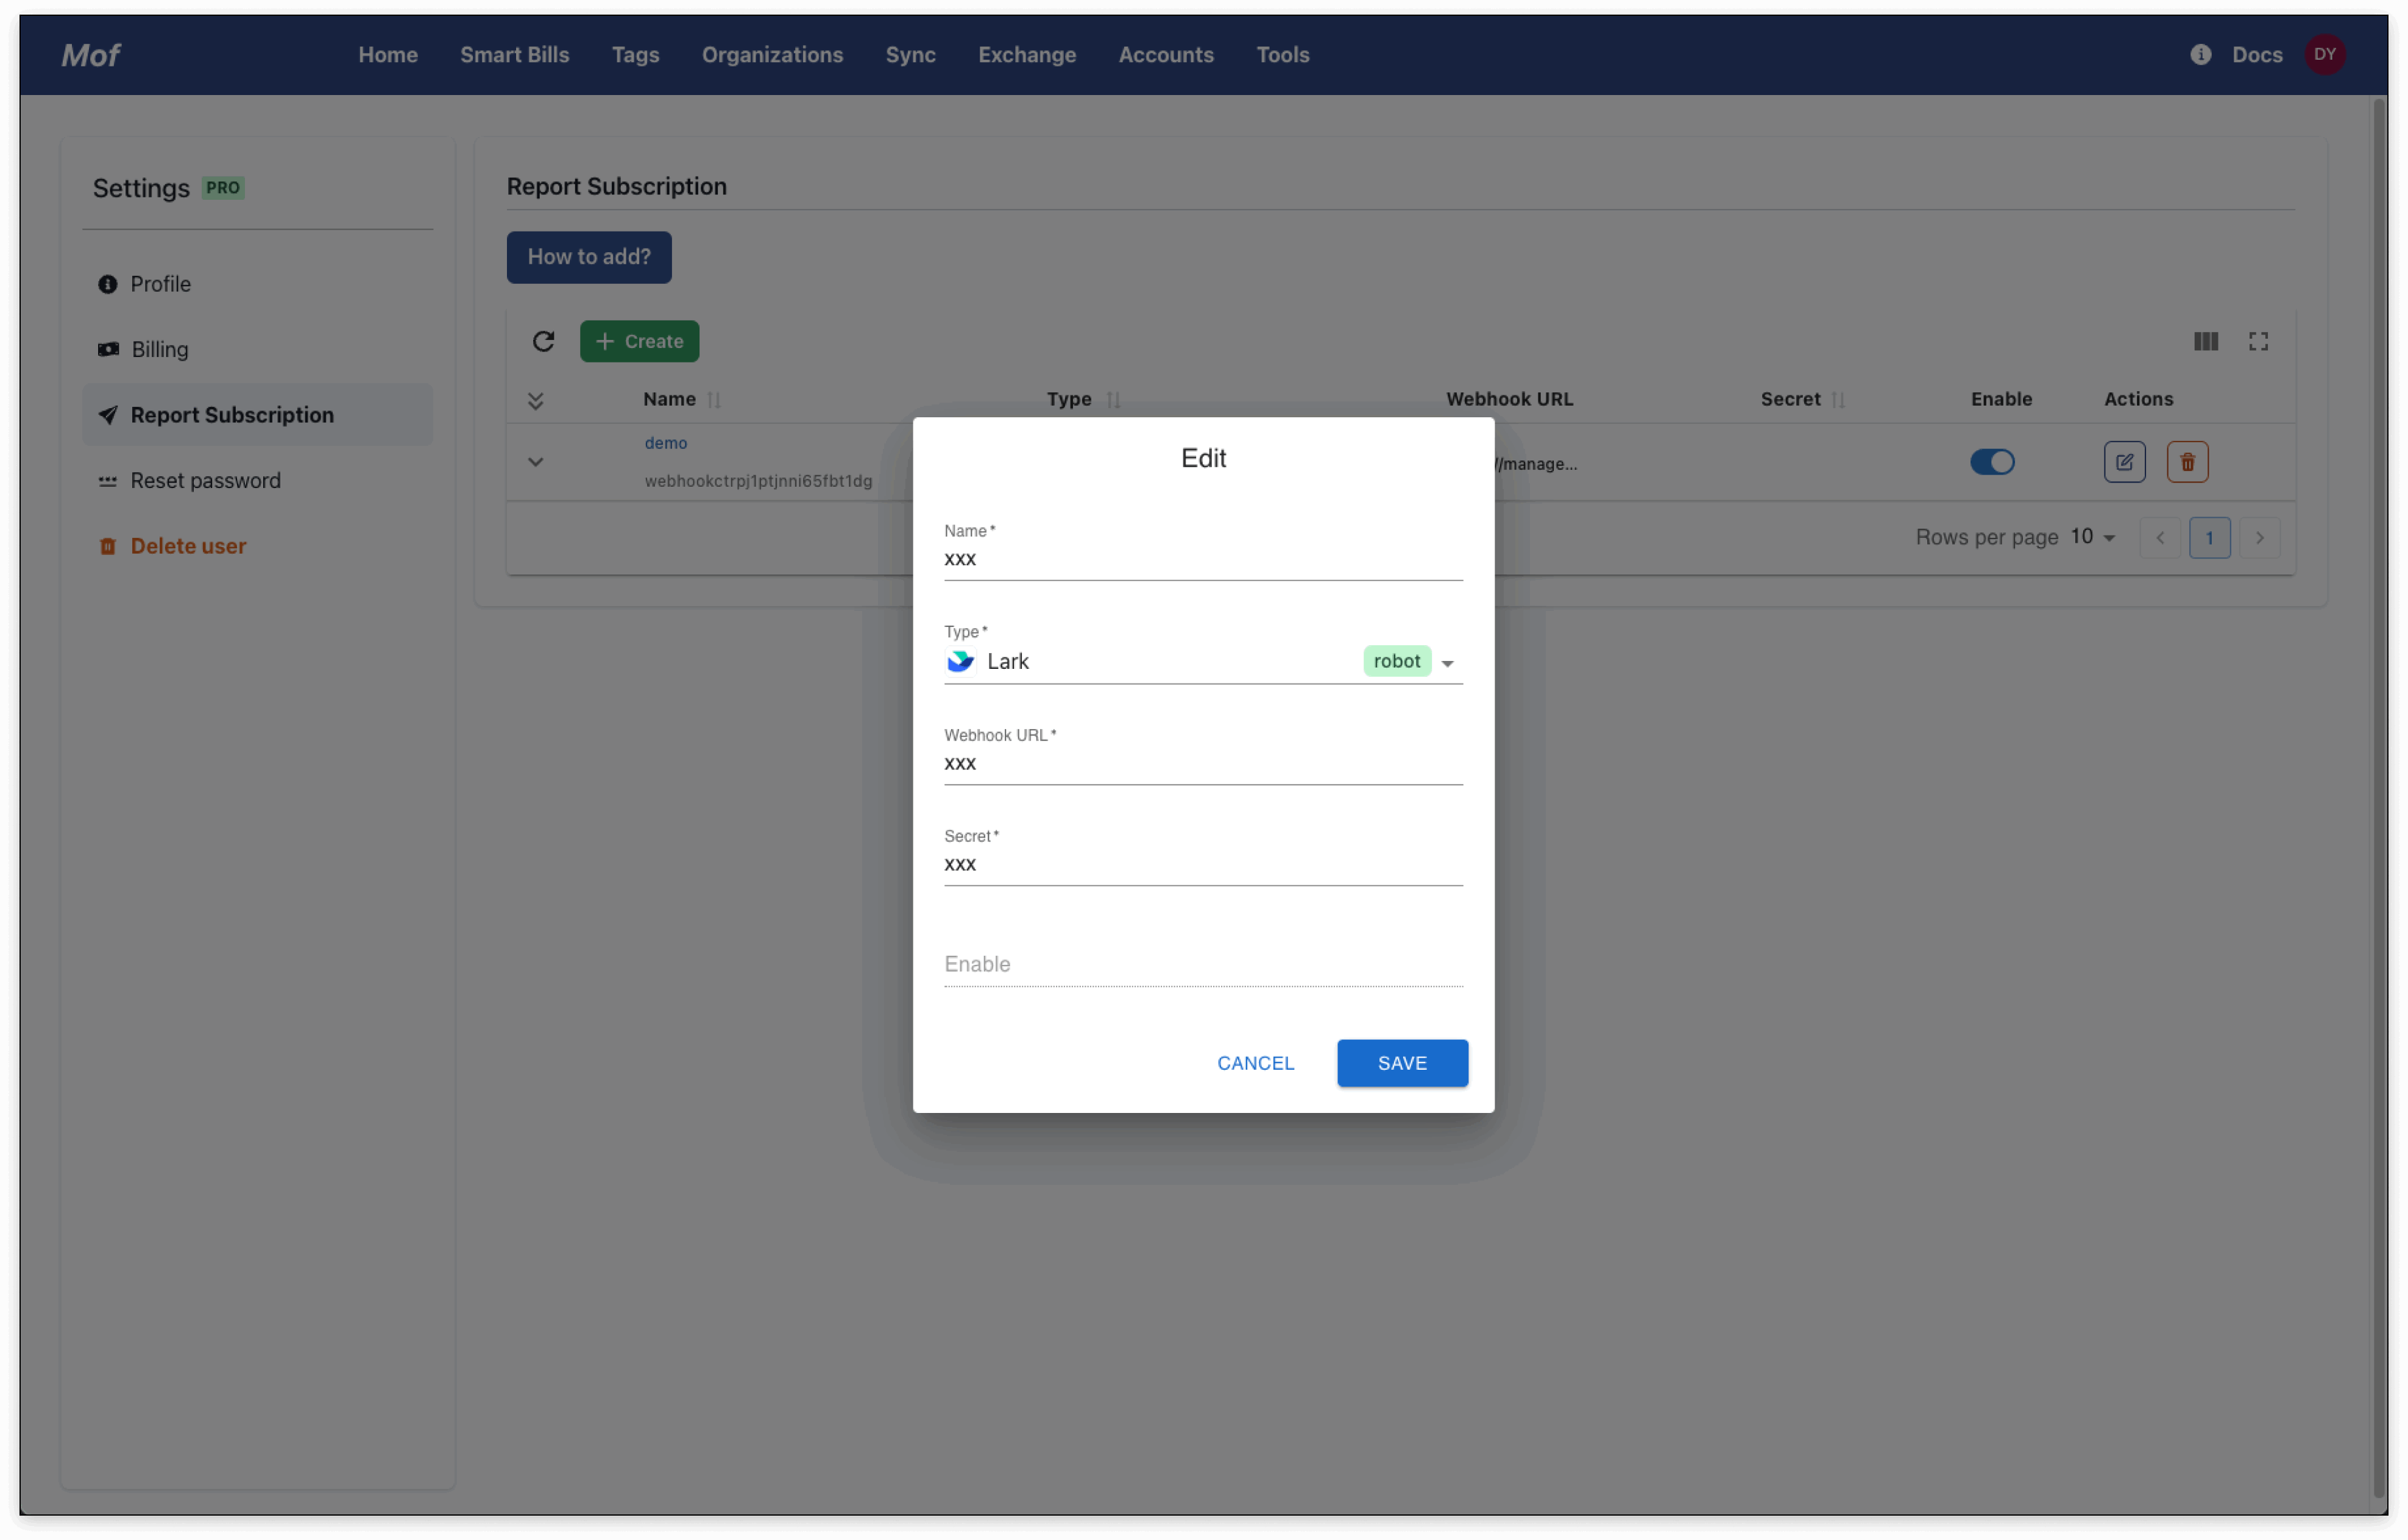 Mof Home Smart Bills Tags Organizations Sync Exchange Accounts Tools Docs DY
Settings PRO
Profile
Billing
Report Subscription
Reset password
Delete user
Report Subscription
How to add?
Create
Name Type Webhook URL Secret Enable Actions
demo
webhookctrpj1ptjnni65fbt1dg
//manage...
Rows per page 10 1
Edit
Name*
xxx
Type*
Lark robot
Webhook URL*
xxx
Secret*
xxx
Enable
CANCEL SAVE